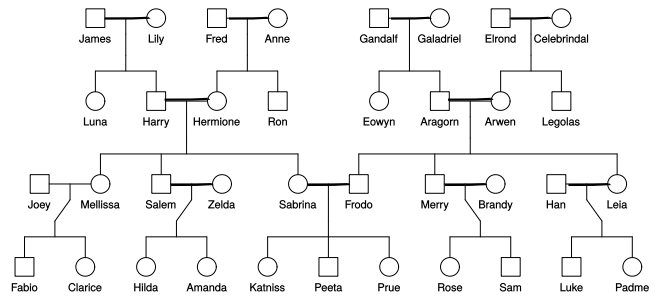 James Lily Fred Anne Gandalf Galadriel Elrond Celebrindal
Luna Harry Hermione Ron Eowyn Aragorn Arwen Legolas
Joey Mellissa Salem Zelda Sabrina Frodo Merry Brandy Han Leia
Fabio Clarice Hilda Amanda Katniss Peeta Prue Rose Sam Luke Padme